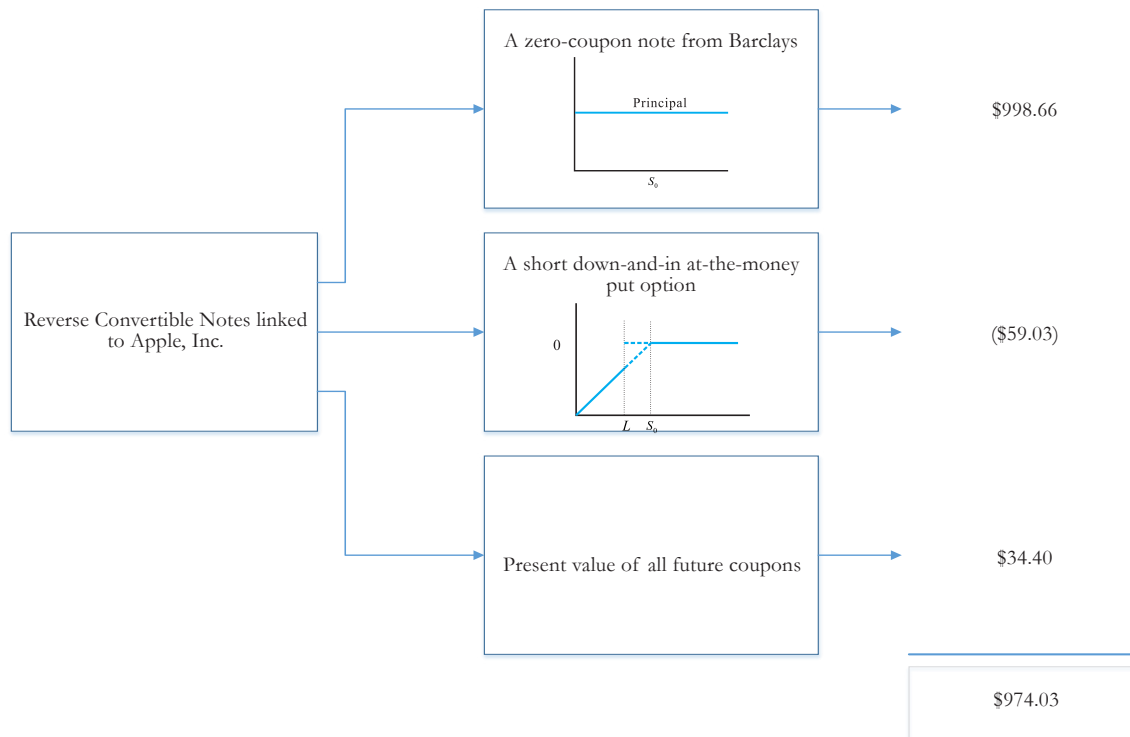 A zero-coupon note from Barclays
Principal
S₀
$998.66
Reverse Convertible Notes linked
to Apple, Inc.
A short down-and-in at-the-money
put option
0
L S₀
($59.03)
Present value of all future coupons
$34.40
$974.03